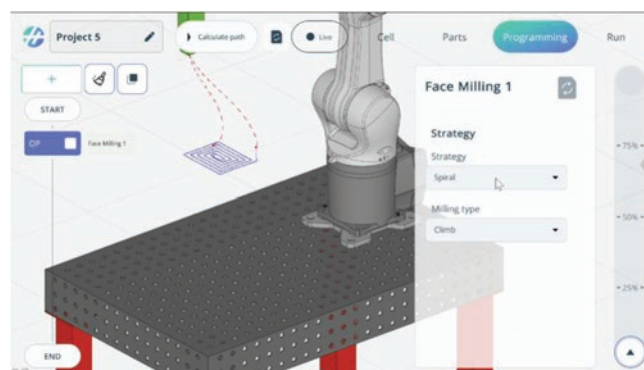 Project 5
Calculate path
Live
Cell
Parts
Programming
Run
START
OP
Face Milling 1
END
Face Milling 1
Strategy
Strategy
Spiral
Milling type
Climb
75%
50%
25%